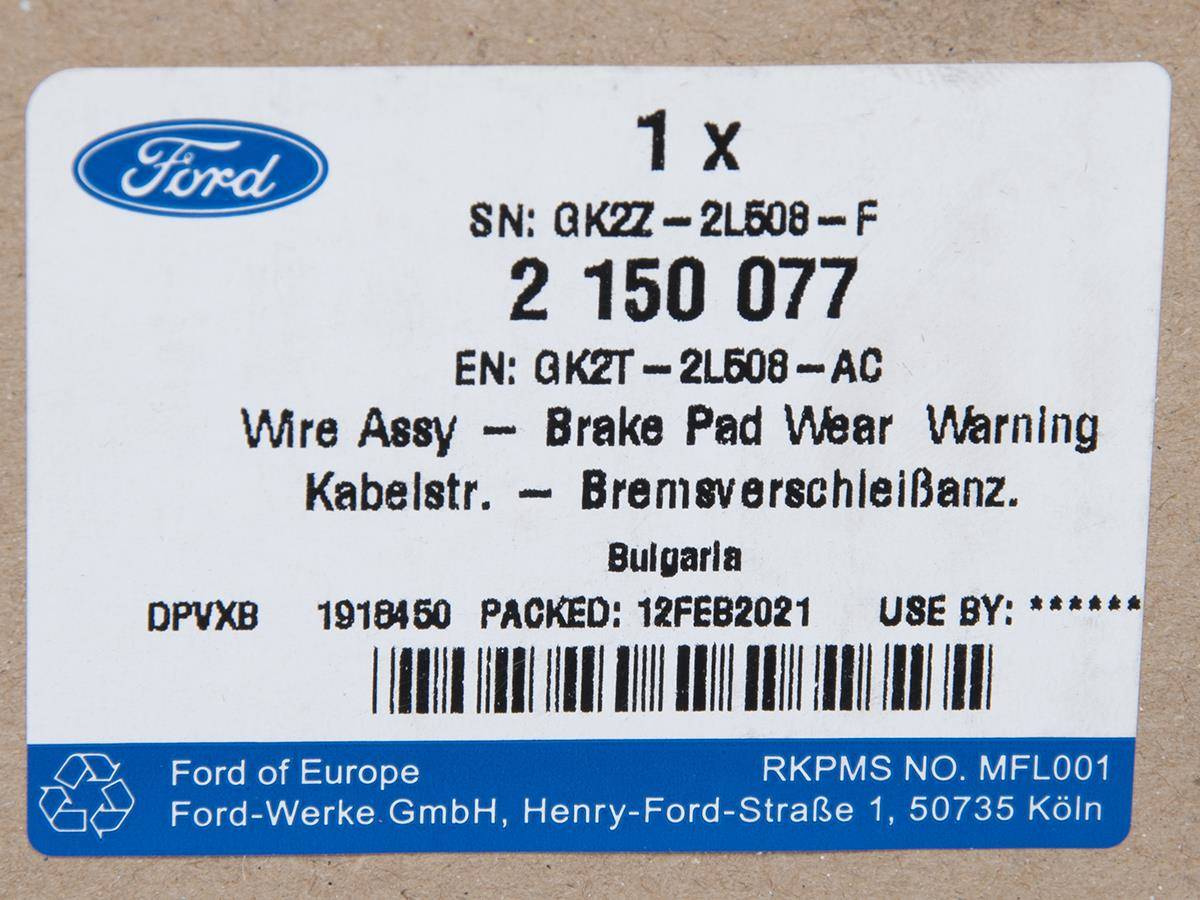 Ford
1 x
SN: GK2Z-2L508-F
2 150 077
EN: GK2T-2L508-AC
Wire Assy - Brake Pad Wear Warning
Kabelstr. - Bremsverschleißanz.
Bulgaria
DPVXB 1918450 PACKED: 12FEB2021 USE BY: ******
Ford of Europe RKPMS NO. MFL001
Ford-Werke GmbH, Henry-Ford-Straße 1, 50735 Köln